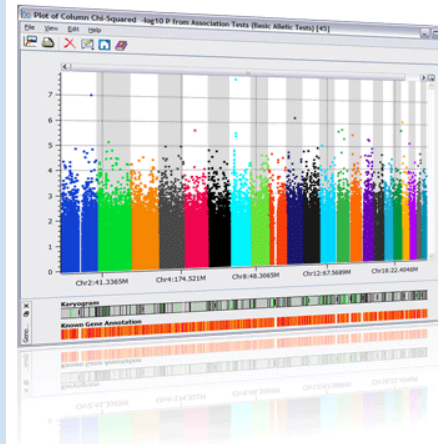 Plot of Column Chi-Squared -log10 P from Association Tests (Basic Allelic Tests) [45]
File View Edit Help
7
6
5
4
3
2
1
0
Chr2:41.3365M Chr4:174.521M Chr8:48.3065M Chr12:67.5689M Chr18:22.4046M
Karyogram
Known Gene Annotation
Geno...